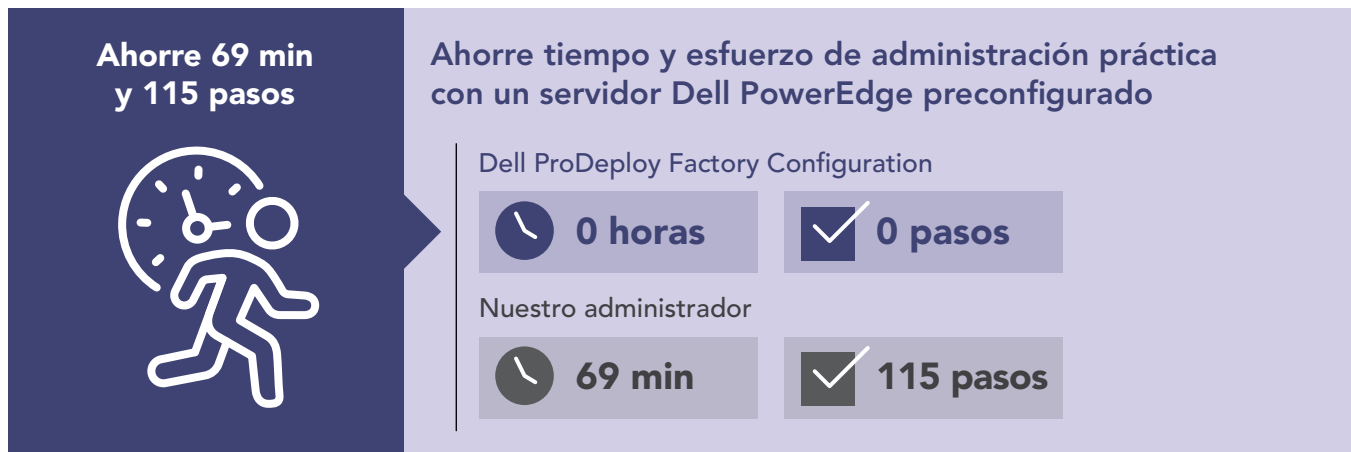 Ahorre 69 min
y 115 pasos
Ahorre tiempo y esfuerzo de administración práctica
con un servidor Dell PowerEdge preconfigurado
Dell ProDeploy Factory Configuration
0 horas
0 pasos
Nuestro administrador
69 min
115 pasos